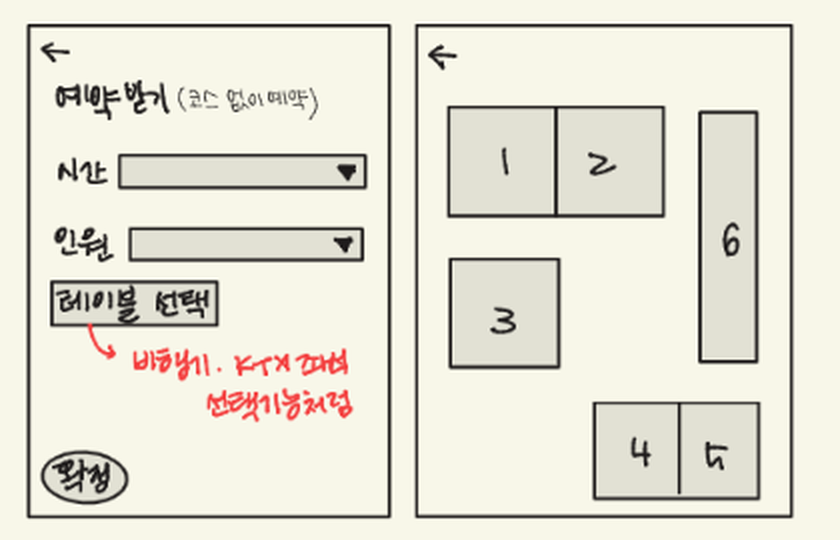 ←
예약 받기 (코스 없이 예약)
시간 ▼
인원 ▼
테이블 선택
비행기. KTX 좌석
선택기능처럼
확정
←
1 2
6
3
4 5